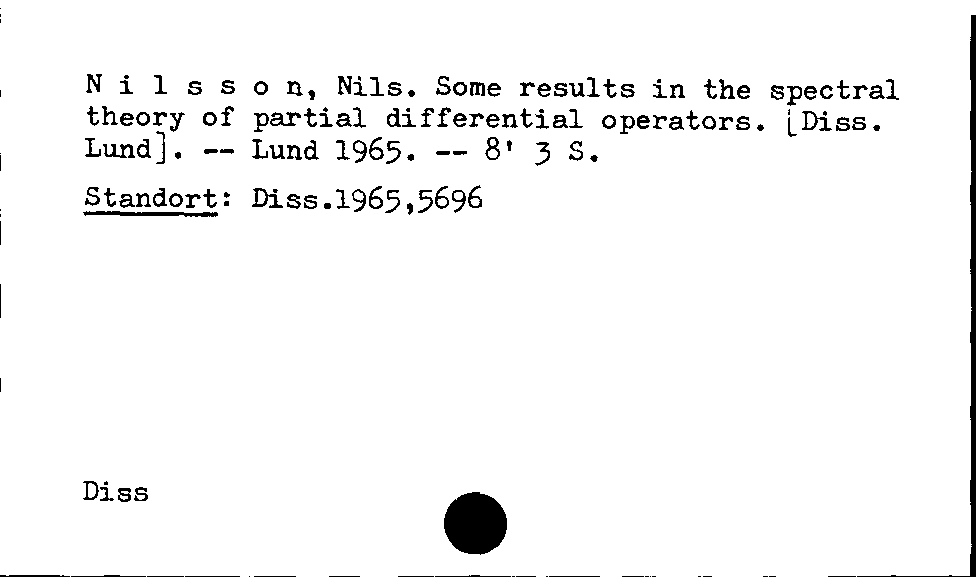 N i l s s o n, Nils. Some results in the spectral
theory of partial differential operators. [Diss.
Lund]. -- Lund 1965. -- 8' 3 S.
Standort: Diss.1965,5696
Diss